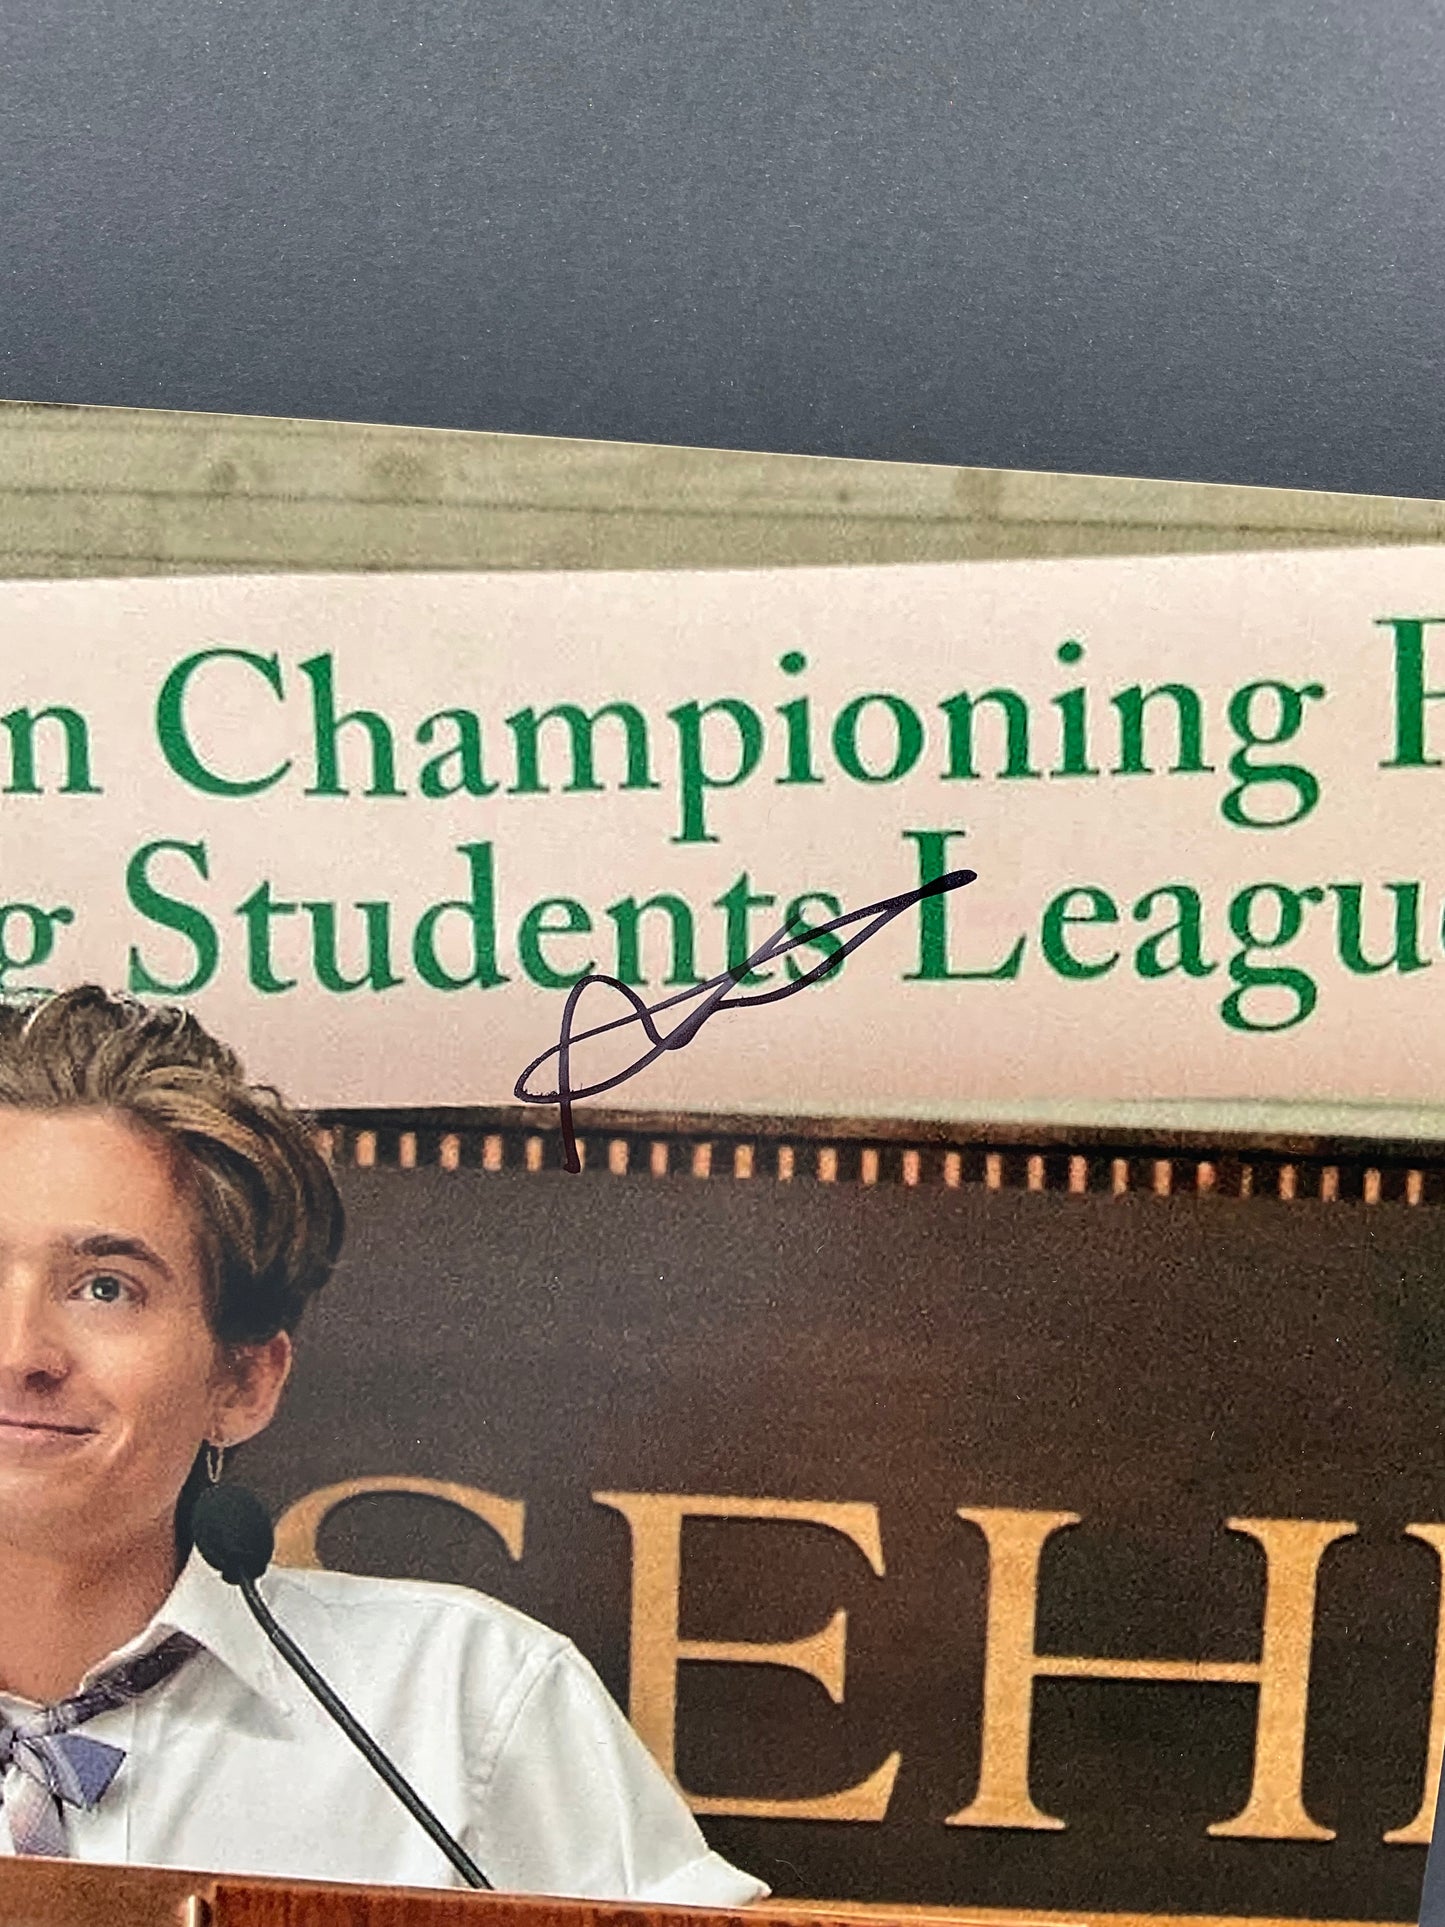 n Championing
g Students League
SEH